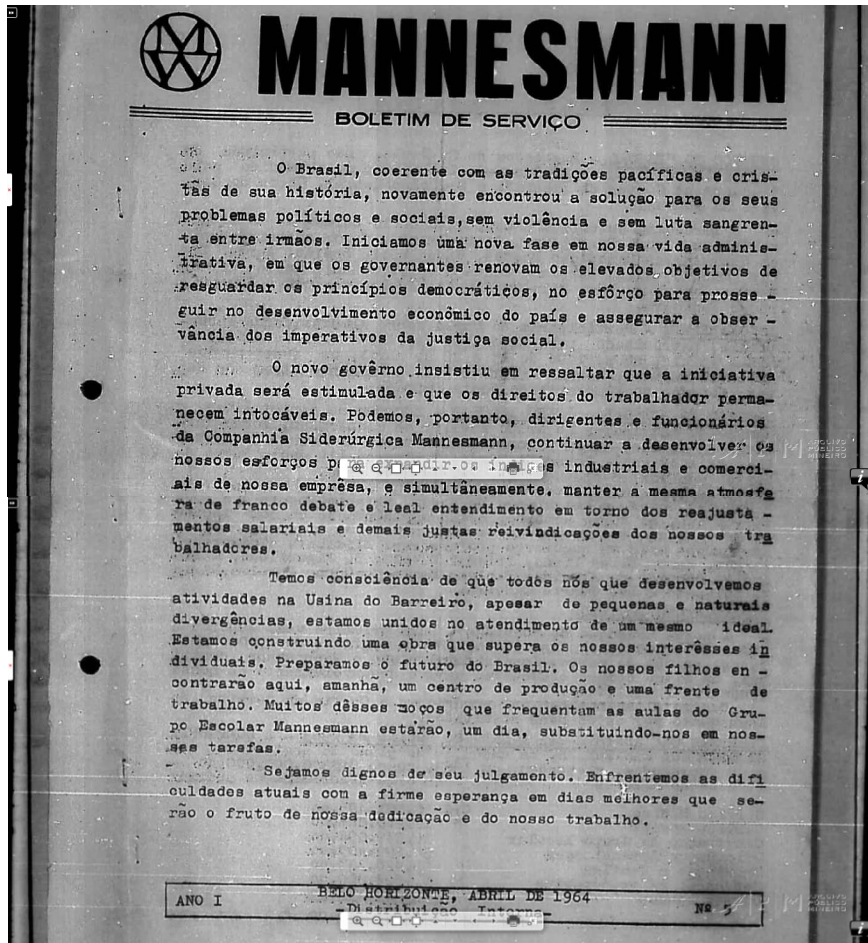 MANNESMANN
BOLETIM DE SERVIÇO
O Brasil, coerente com as tradições pacíficas e cris-
tãs de sua história, novamente encontrou a solução para os seus
problemas políticos e sociais, sem violência e sem luta sangren-
ta entre irmãos. Iniciamos uma nova fase em nossa vida adminis-
trativa, em que os governantes renovam os elevados objetivos de
resguardar os princípios democráticos, no esfôrço para prosse -
guir no desenvolvimento econômico do país e assegurar a obser -
vância dos imperativos da justiça social.
O novo govêrno insistiu em ressaltar que a iniciativa
privada será estimulada e que os direitos do trabalhador perma-
necem intocáveis. Podemos, portanto, dirigentes e funcionários
da Companhia Siderúrgica Mannesmann, continuar a desenvolver os
nossos esforços industriais e comerci-
ais de nossa emprêsa, e simultâneamente, manter a mesma atmosfe
ra de franco debate e leal entendimento em torno dos reajusta -
mentos salariais e demais justas reivindicações dos nossos tra
balhadores.
Temos consciência de que todos nós que desenvolvemos
atividades na Usina do Barreiro, apesar de pequenas e naturais
divergências, estamos unidos no atendimento de um mesmo ideal.
Estamos construindo uma obra que supera os nossos interêsses in
dividuais. Preparamos o futuro do Brasil. Os nossos filhos en -
contrarão aqui, amanhã, um centro de produção e uma frente de
trabalho. Muitos dêsses moços que frequentam as aulas do Gru-
po Escolar Mannesmann estarão, um dia, substituindo-nos em nos-
sas tarefas.
Sejamos dignos de seu julgamento. Enfrentemos as difi
culdades atuais com a firme esperança em dias melhores que se-
rão o fruto de nossa dedicação e do nosso trabalho.
ANO I
BELO HORIZONTE, ABRIL DE 1964
-Distribuição Interna-
Nº 5
ARQUIVO PÚBLICO MINEIRO
ARQUIVO PÚBLICO MINEIRO